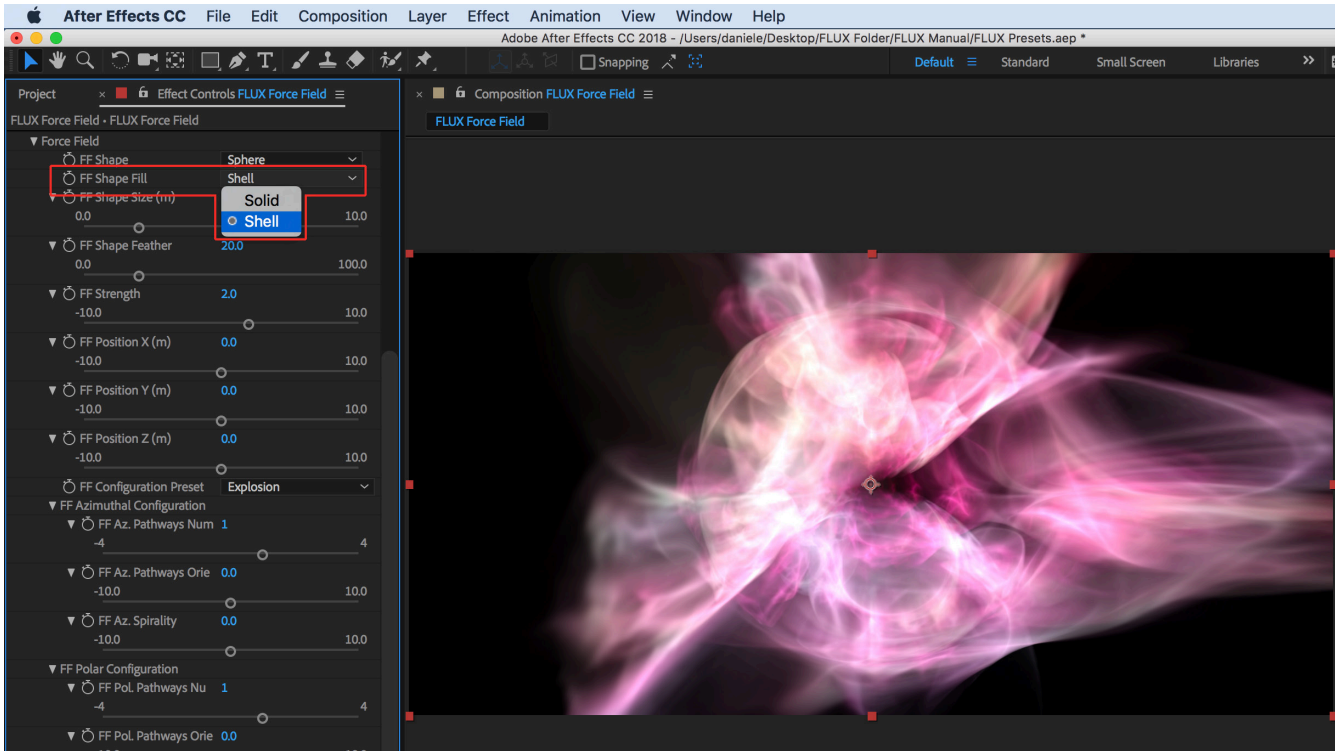 After Effects CC File Edit Composition Layer Effect Animation View Window Help
Adobe After Effects CC 2018 - /Users/daniele/Desktop/FLUX Folder/FLUX Manual/FLUX Presets.aep *
Snapping Default Standard Small Screen Libraries
Project Effect Controls FLUX Force Field Composition FLUX Force Field
FLUX Force Field • FLUX Force Field
FLUX Force Field
Force Field
FF Shape Sphere
FF Shape Fill Shell
FF Shape Size (m)
Solid
0.0 10.0
Shell
FF Shape Feather 20.0
0.0 100.0
FF Strength 2.0
-10.0 10.0
FF Position X (m) 0.0
-10.0 10.0
FF Position Y (m) 0.0
-10.0 10.0
FF Position Z (m) 0.0
-10.0 10.0
FF Configuration Preset Explosion
FF Azimuthal Configuration
FF Az. Pathways Num 1
-4 4
FF Az. Pathways Orie 0.0
-10.0 10.0
FF Az. Spirality 0.0
-10.0 10.0
FF Polar Configuration
FF Pol. Pathways Nu 1
-4 4
FF Pol. Pathways Orie 0.0